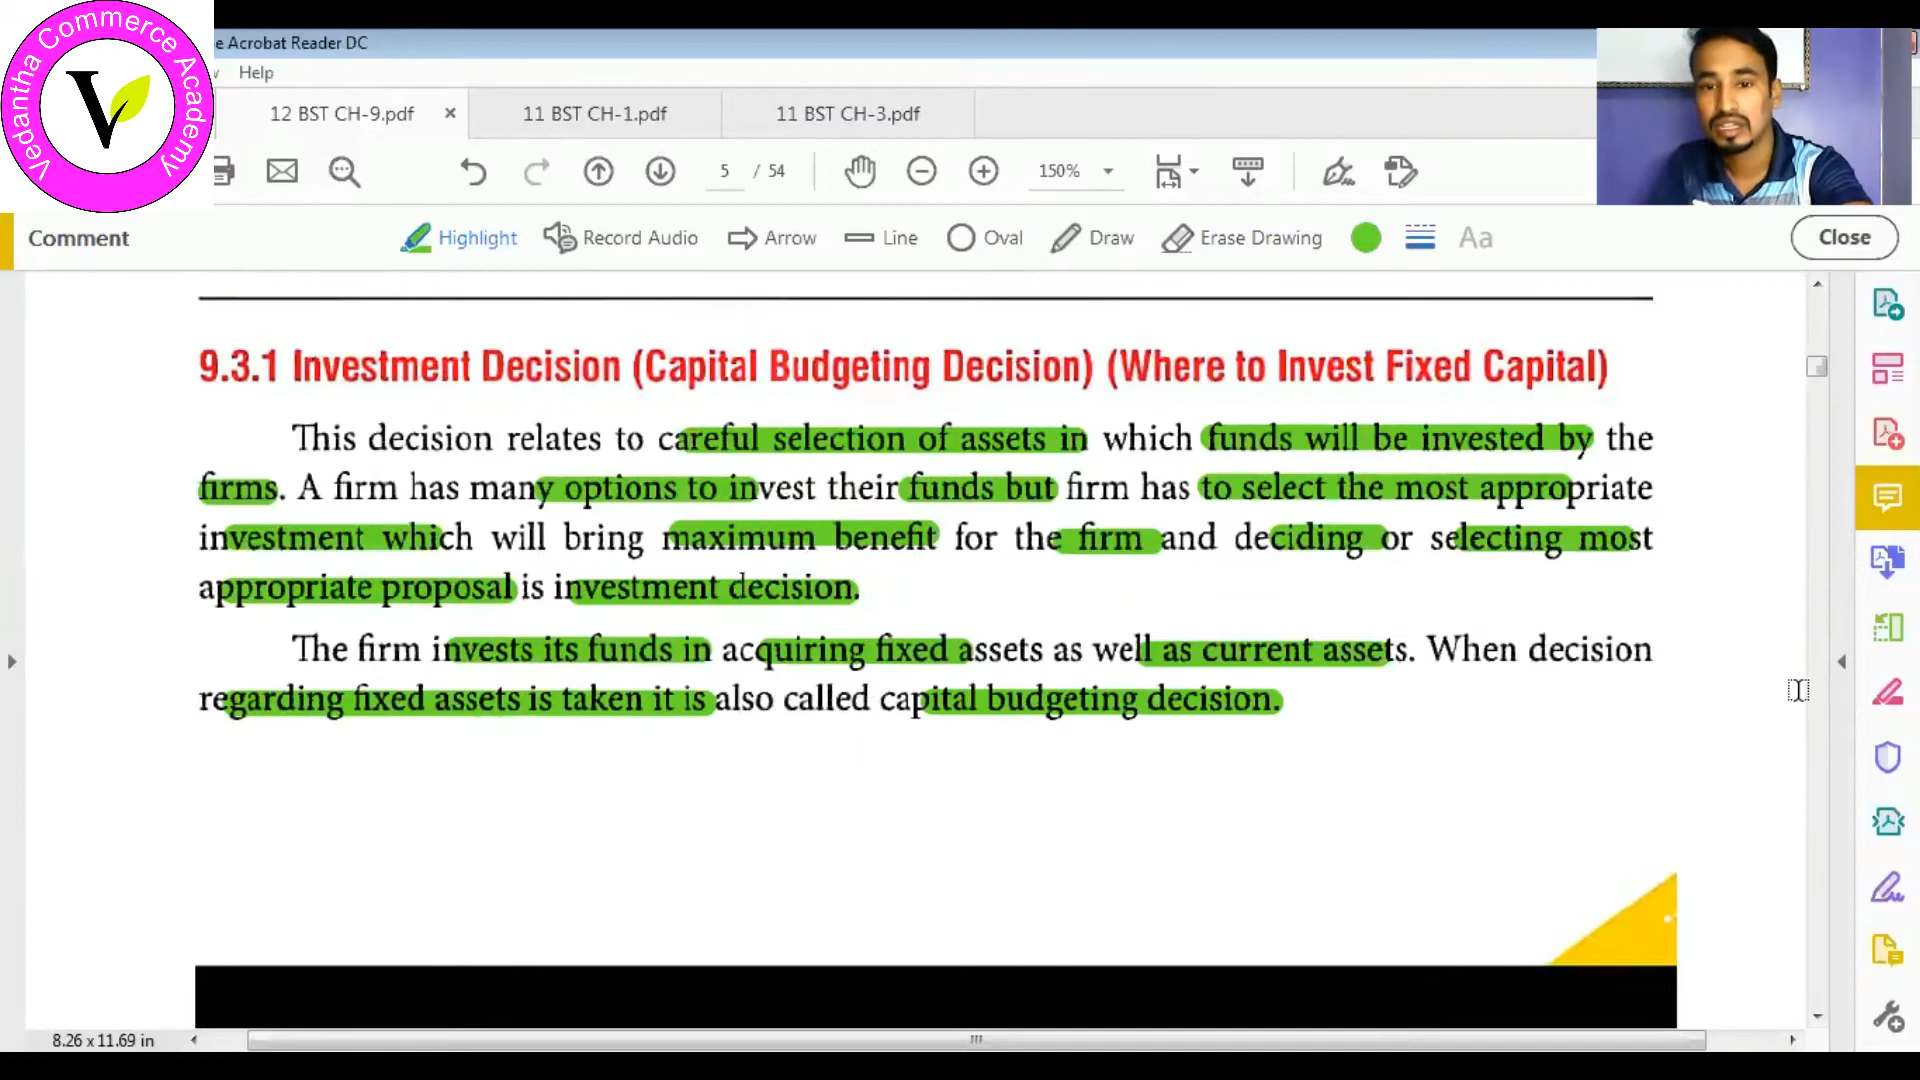 Vedantha Commerce Academy
V
e Acrobat Reader DC
Help
12 BST CH-9.pdf
11 BST CH-1.pdf
11 BST CH-3.pdf
5 / 54
150%
Comment
Highlight
Record Audio
Arrow
Line
Oval
Draw
Erase Drawing
Aa
Close
9.3.1 Investment Decision (Capital Budgeting Decision) (Where to Invest Fixed Capital)
This decision relates to careful selection of assets in which funds will be invested by the
firms. A firm has many options to invest their funds but firm has to select the most appropriate
investment which will bring maximum benefit for the firm and deciding or selecting most
appropriate proposal is investment decision.
The firm invests its funds in acquiring fixed assets as well as current assets. When decision
regarding fixed assets is taken it is also called capital budgeting decision.
8.26 x 11.69 in